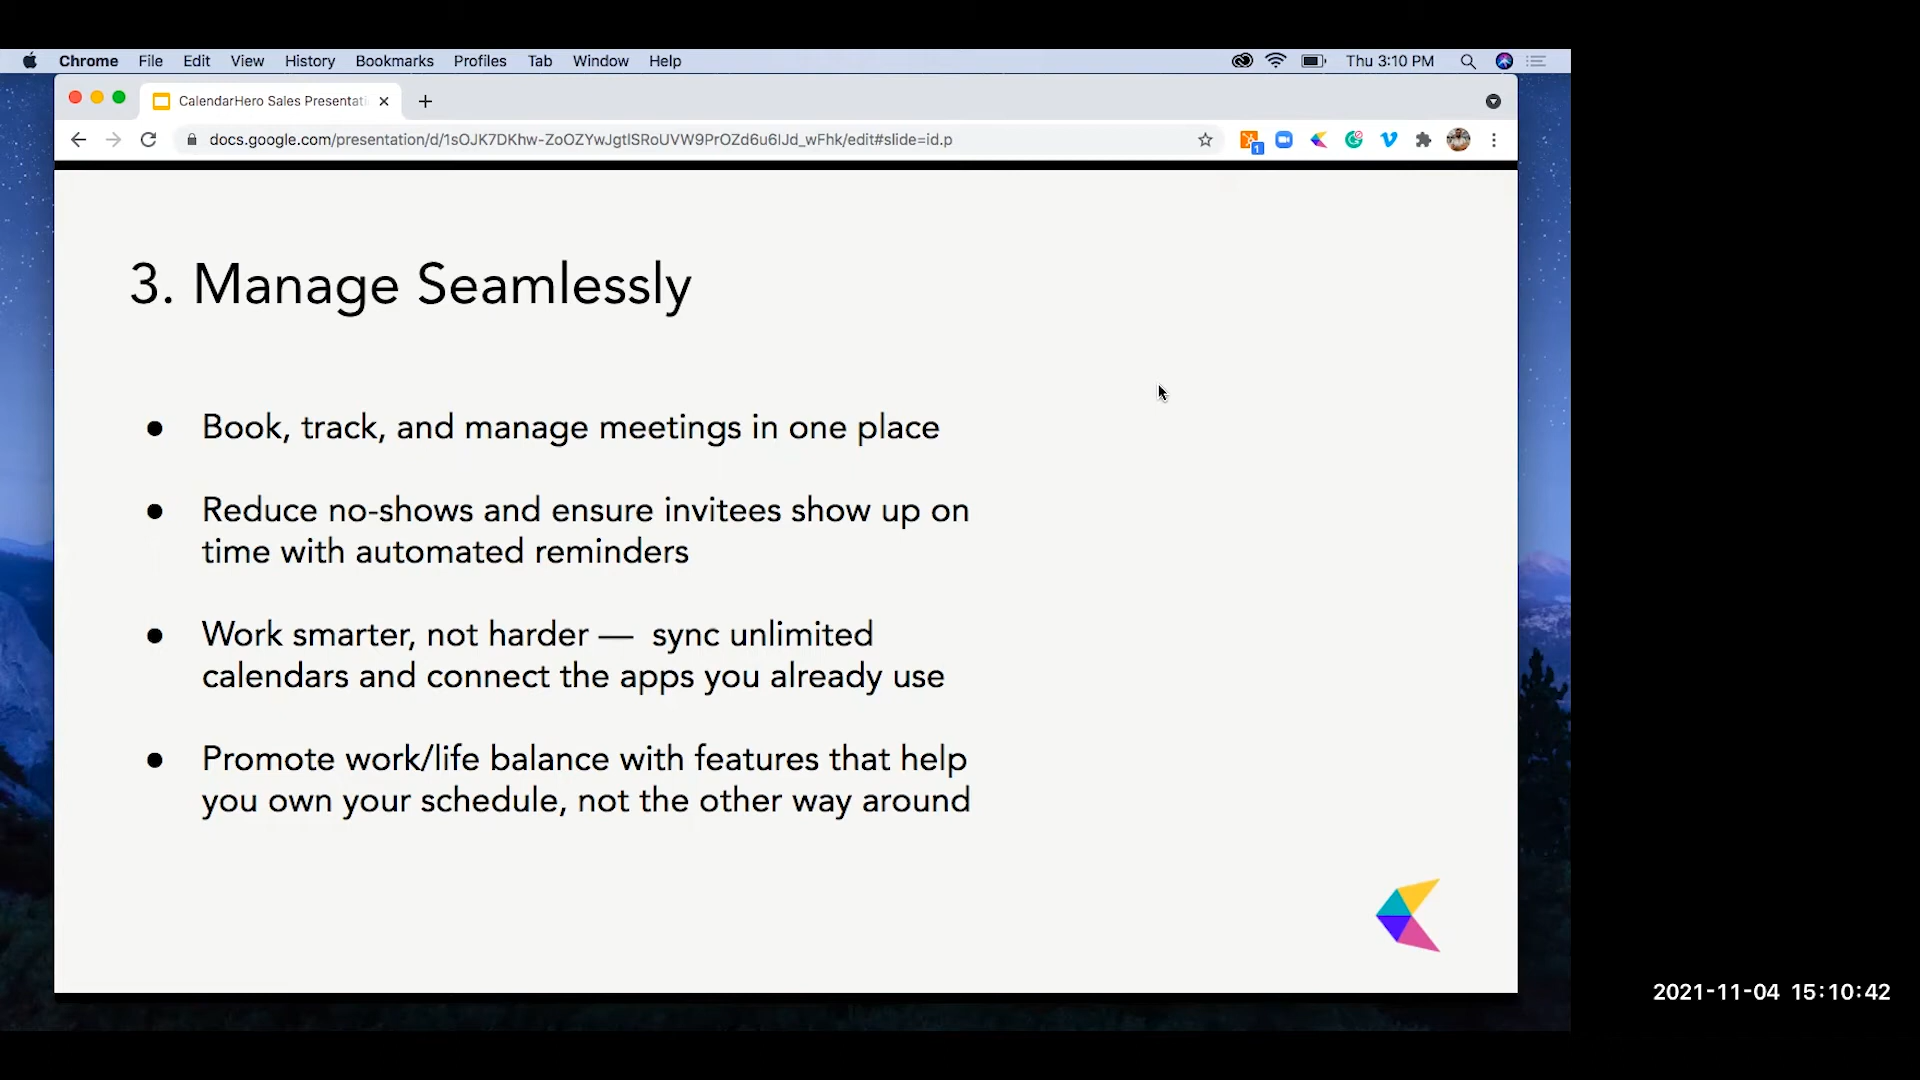 Chrome File Edit View History Bookmarks Profiles Tab Window Help Thu 3:10 PM
CalendarHero Sales Presentati
docs.google.com/presentation/d/1sOJK7DKhw-ZoOZYwJgtlSRoUVW9PrOZd6u6lJd_wFhk/edit#slide=id.p
1
3. Manage Seamlessly
● Book, track, and manage meetings in one place
● Reduce no-shows and ensure invitees show up on
time with automated reminders
● Work smarter, not harder — sync unlimited
calendars and connect the apps you already use
● Promote work/life balance with features that help
you own your schedule, not the other way around
2021-11-04 15:10:42